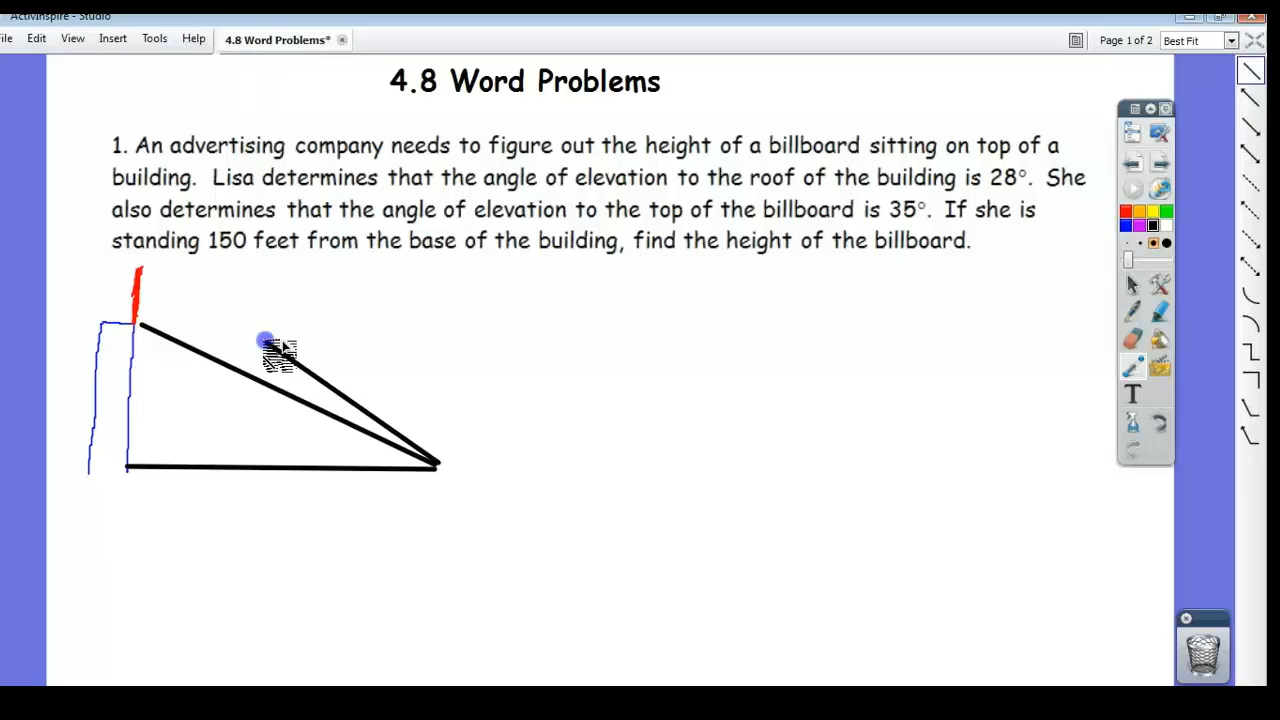 ActivInspire - Studio
File Edit View Insert Tools Help 4.8 Word Problems* Page 1 of 2 Best Fit
4.8 Word Problems
1. An advertising company needs to figure out the height of a billboard sitting on top of a
building. Lisa determines that the angle of elevation to the roof of the building is 28°. She
also determines that the angle of elevation to the top of the billboard is 35°. If she is
standing 150 feet from the base of the building, find the height of the billboard.
T